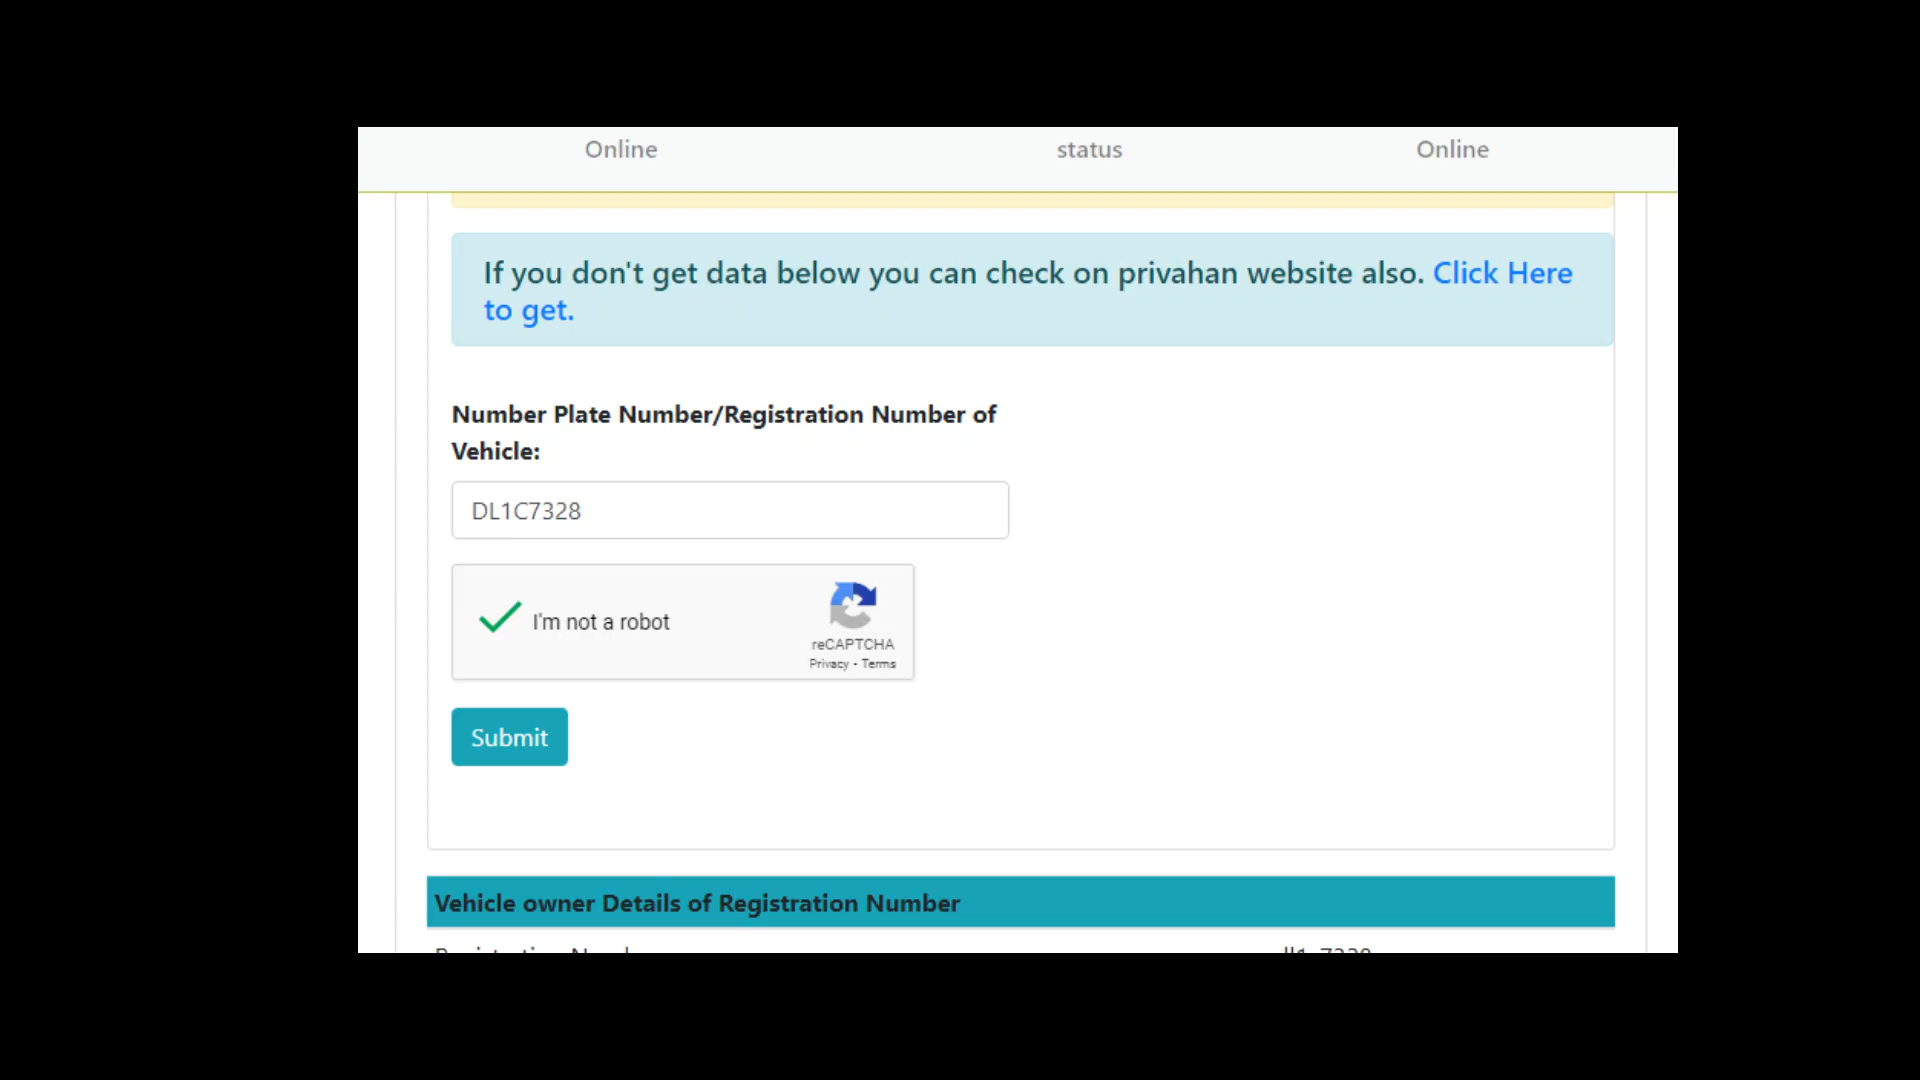 Online status Online
If you don't get data below you can check on privahan website also. Click Here
to get.
Number Plate Number/Registration Number of
Vehicle:
DL1C7328
I'm not a robot
reCAPTCHA
Privacy - Terms
Submit
Vehicle owner Details of Registration Number